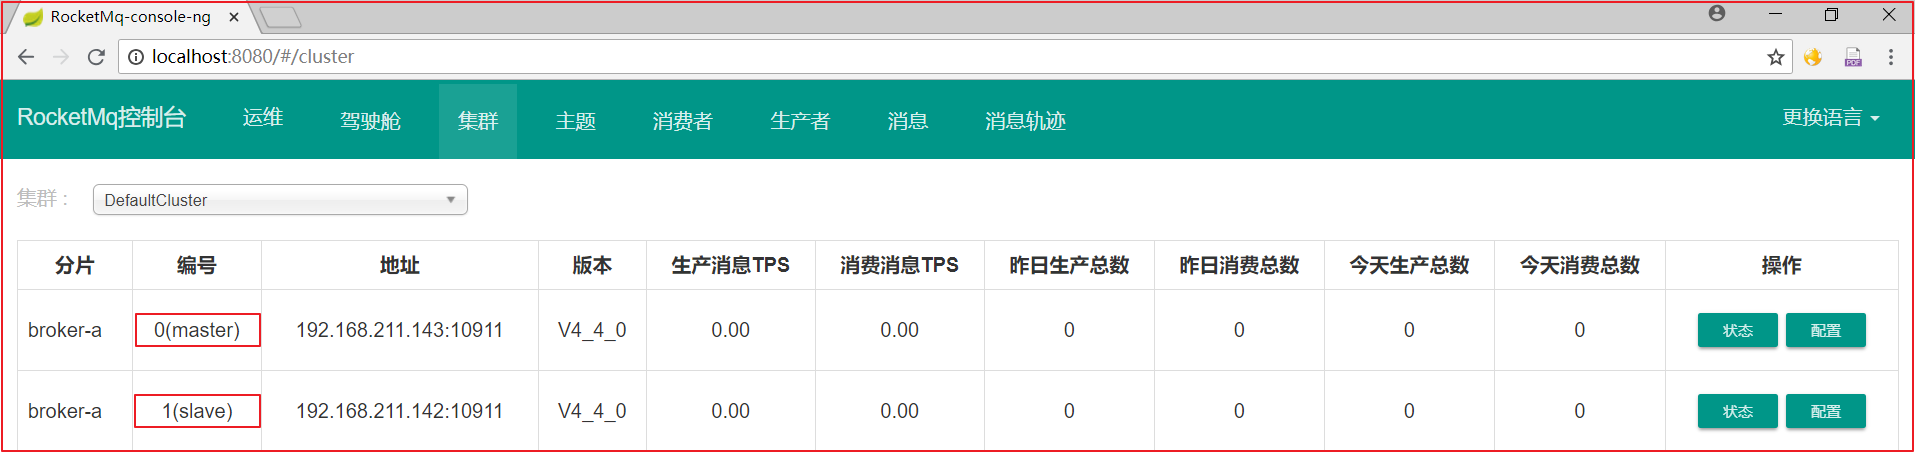 RocketMq-console-ng
localhost:8080/#/cluster
PDF
RocketMq控制台 运维 驾驶舱 集群 主题 消费者 生产者 消息 消息轨迹 更换语言
集群： DefaultCluster
分片 编号 地址 版本 生产消息TPS 消费消息TPS 昨日生产总数 昨日消费总数 今天生产总数 今天消费总数 操作
broker-a 0(master) 192.168.211.143:10911 V4_4_0 0.00 0.00 0 0 0 0 状态 配置
broker-a 1(slave) 192.168.211.142:10911 V4_4_0 0.00 0.00 0 0 0 0 状态 配置